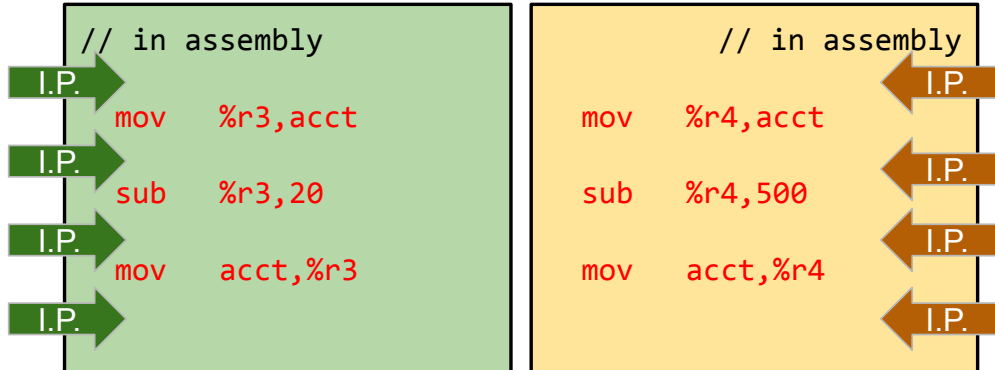 // in assembly
I.P.
mov %r3,acct
I.P.
sub %r3,20
I.P.
mov acct,%r3
I.P.
// in assembly
I.P.
mov %r4,acct
I.P.
sub %r4,500
I.P.
mov acct,%r4
I.P.